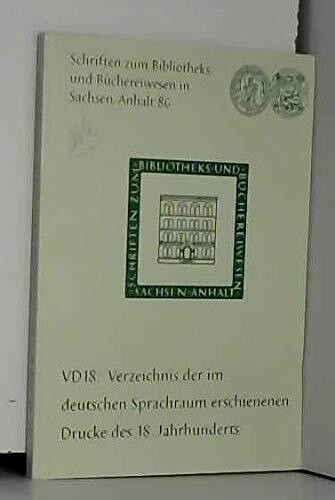 Schriften zum Bibliotheks
und Büchereiwesen in
Sachsen-Anhalt 86
SCHRIFTEN ZUM
BIBLIOTHEKS-UND
BÜCHEREIWESEN
SACHSEN-ANHALT
VD18. Verzeichnis der im
deutschen Sprachraum erschienenen
Drucke des 18. Jahrhunderts